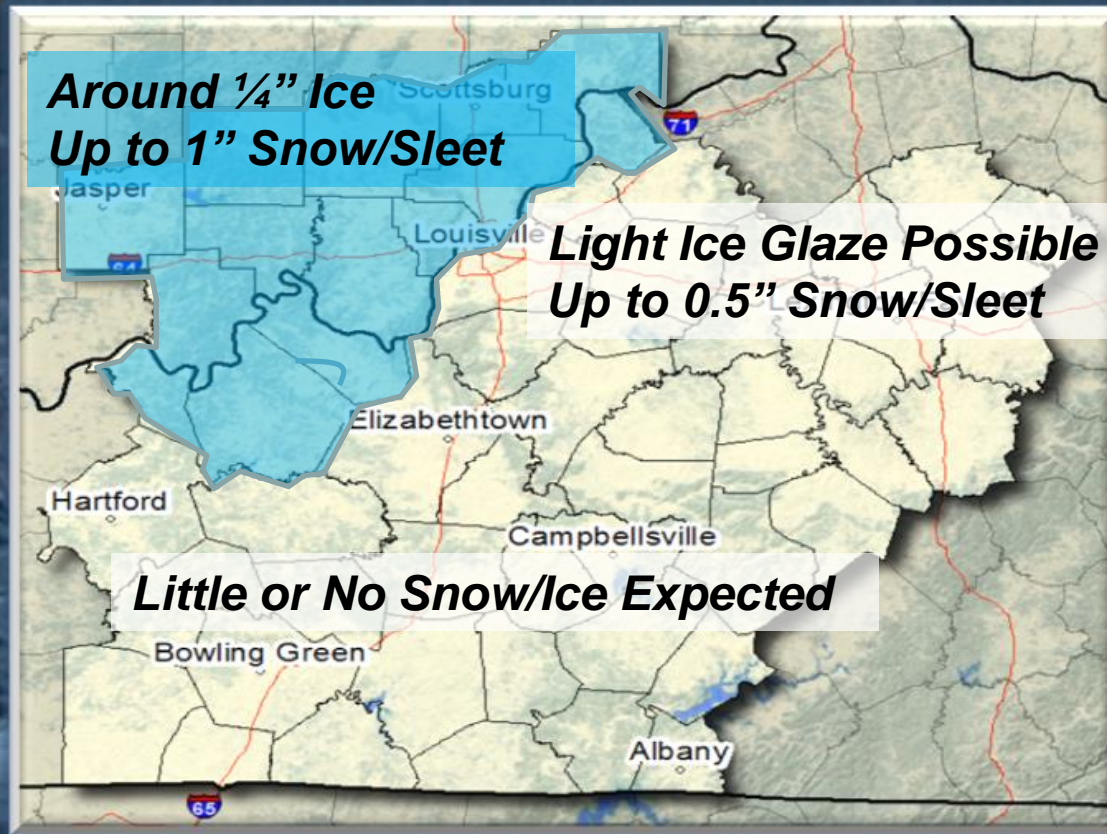 Around ¼” Ice
Up to 1” Snow/Sleet
Scottsburg
71
Jasper
Louisville
64
Light Ice Glaze Possible
Up to 0.5” Snow/Sleet
Elizabethtown
Hartford
Campbellsville
Little or No Snow/Ice Expected
Bowling Green
Albany
65